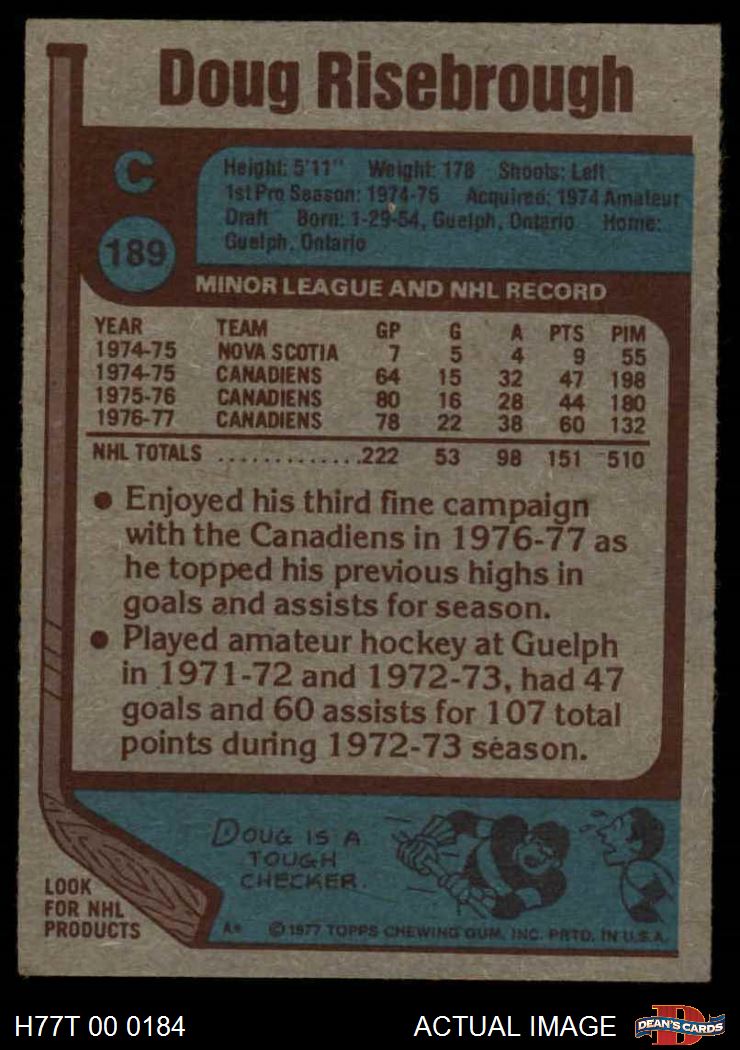 Doug Risebrough
C
189
Height: 5'11" Weight: 178 Shoots: Left
1st Pro Season: 1974-75 Acquired: 1974 Amateur
Draft Born: 1-29-54, Guelph, Ontario Home:
Guelph, Ontario
MINOR LEAGUE AND NHL RECORD
YEAR TEAM GP G A PTS PIM
1974-75 NOVA SCOTIA 7 5 4 9 55
1974-75 CANADIENS 64 15 32 47 198
1975-76 CANADIENS 80 16 28 44 180
1976-77 CANADIENS 78 22 38 60 132
NHL TOTALS .............222 53 98 151 510
• Enjoyed his third fine campaign
with the Canadiens in 1976-77 as
he topped his previous highs in
goals and assists for season.
• Played amateur hockey at Guelph
in 1971-72 and 1972-73, had 47
goals and 60 assists for 107 total
points during 1972-73 season.
DOUG IS A
TOUGH
CHECKER.
LOOK
FOR NHL
PRODUCTS
A* © 1977 TOPPS CHEWING GUM, INC. PRTD. IN U.S.A.
H77T 00 0184 ACTUAL IMAGE
DEAN'S CARDS